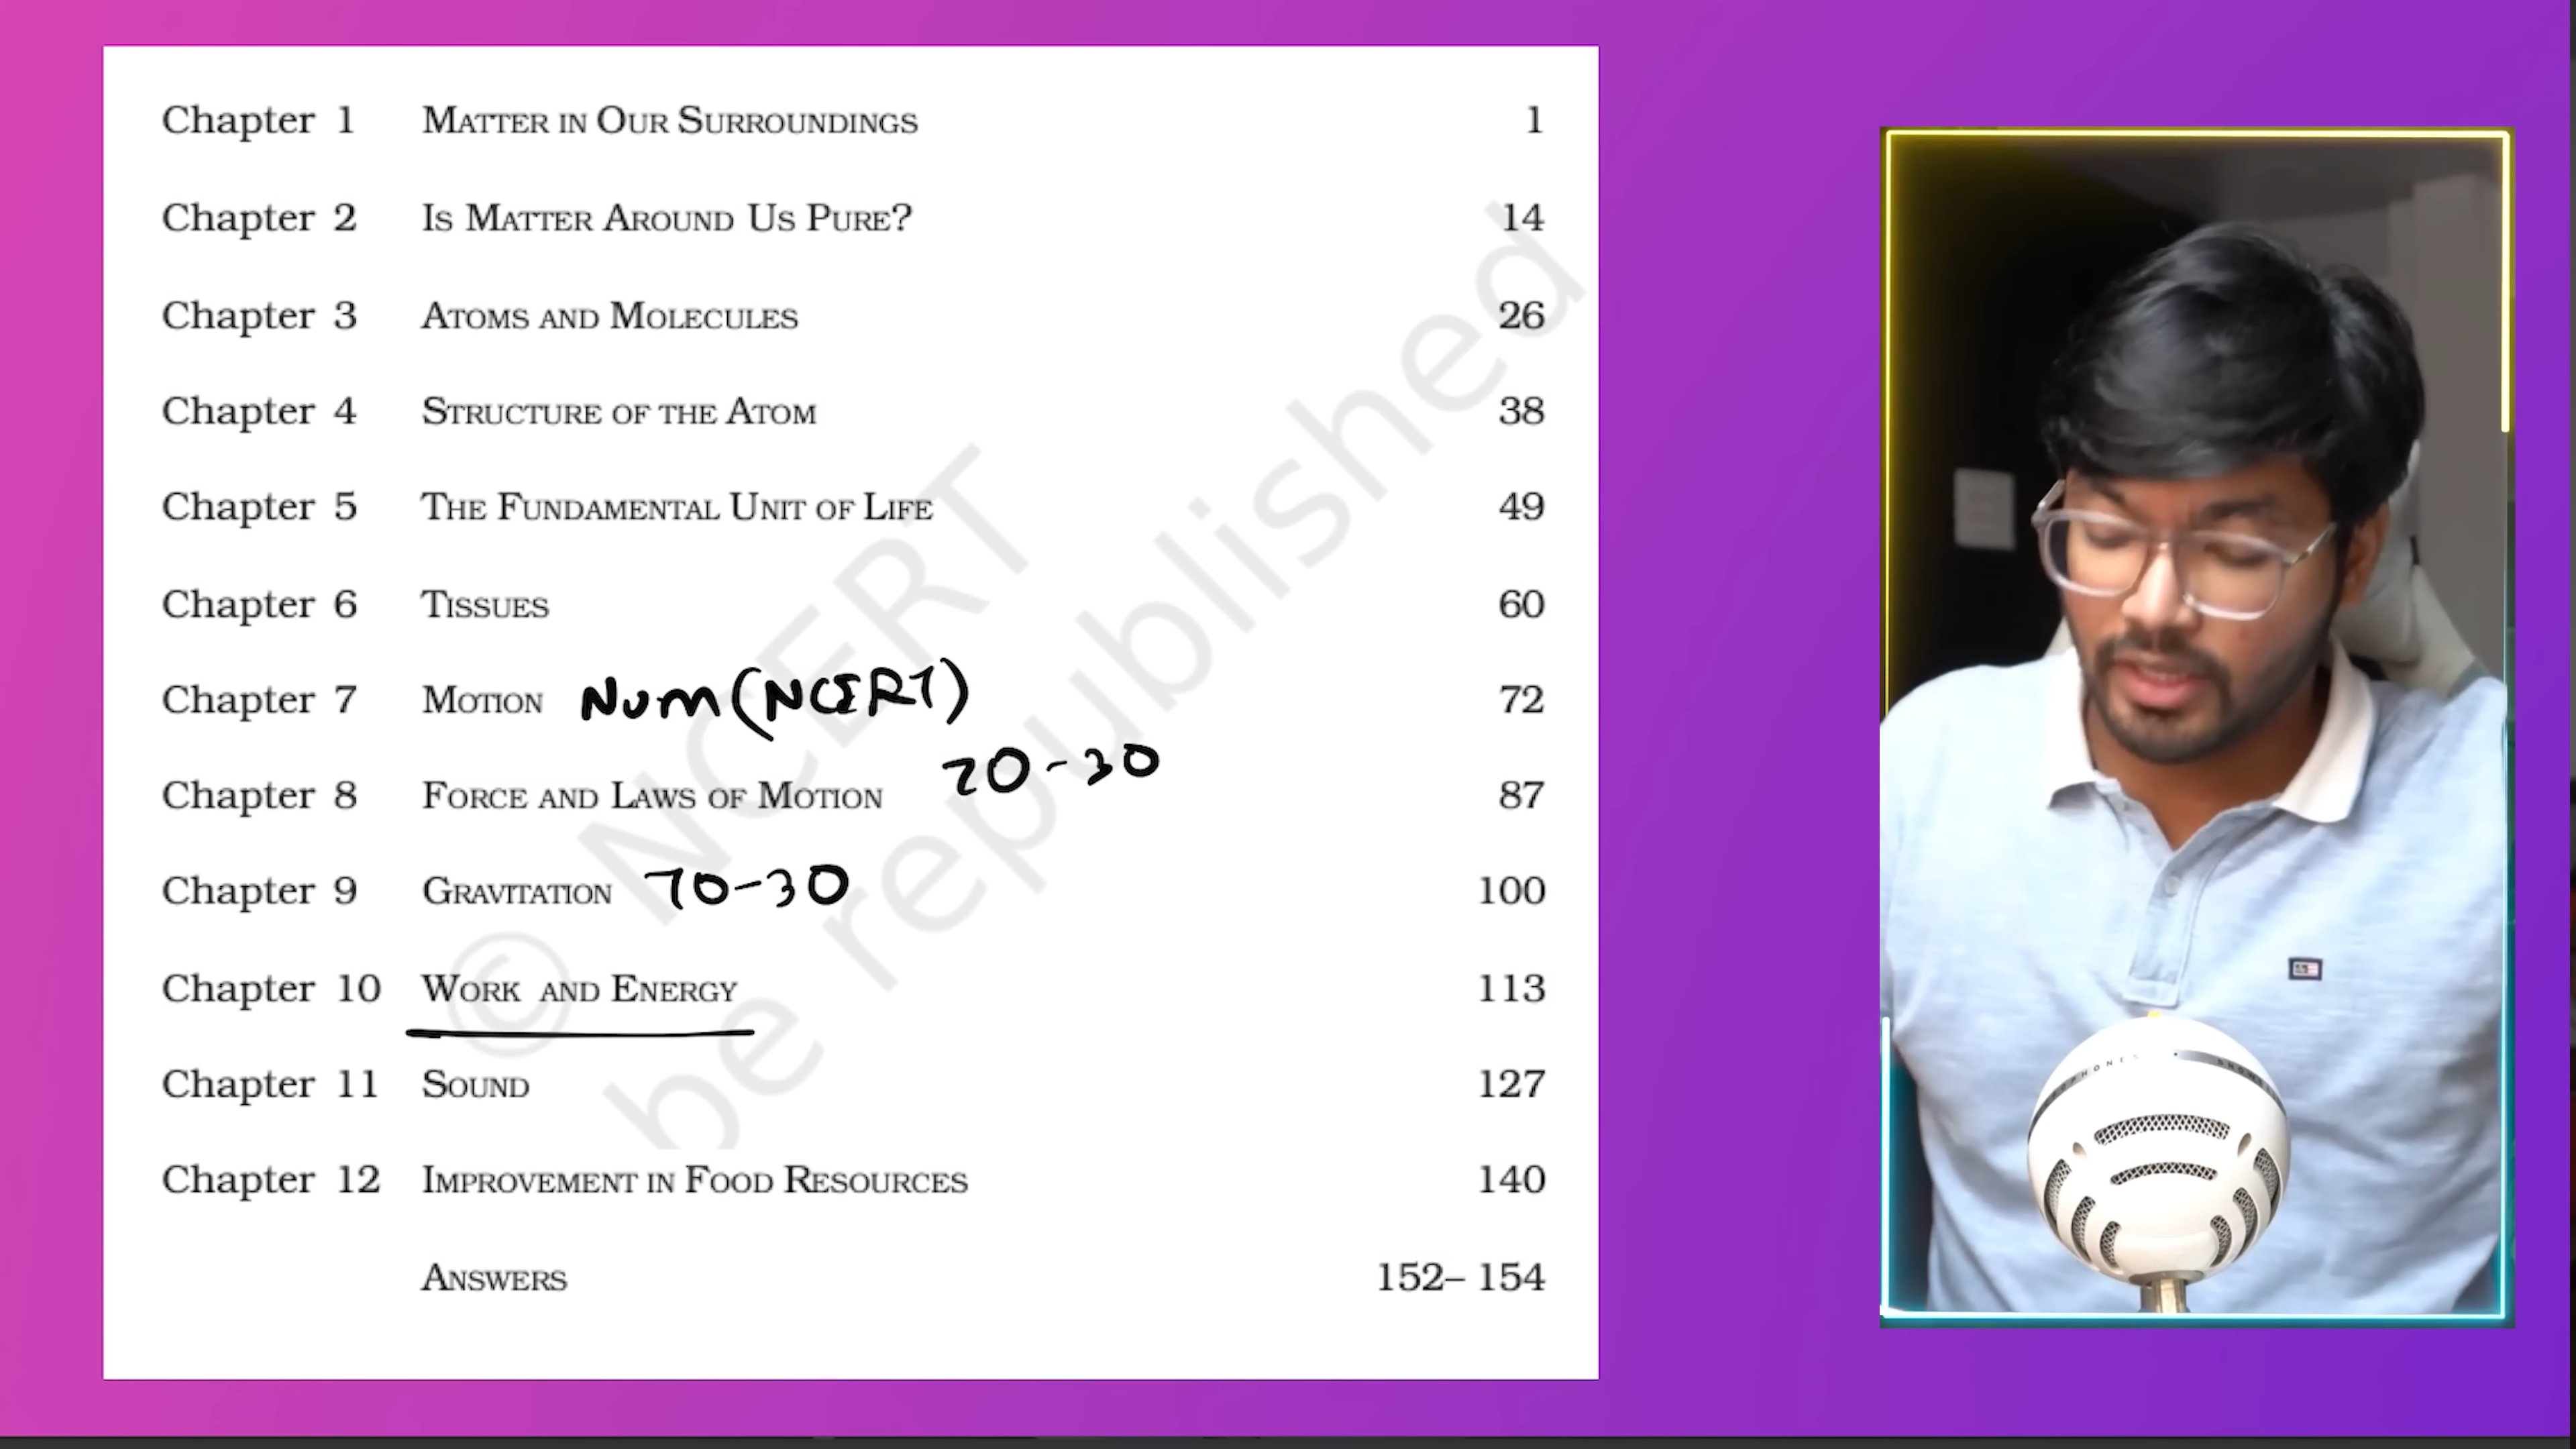 Chapter 1 MATTER IN OUR SURROUNDINGS 1
Chapter 2 IS MATTER AROUND US PURE? 14
Chapter 3 ATOMS AND MOLECULES 26
Chapter 4 STRUCTURE OF THE ATOM 38
Chapter 5 THE FUNDAMENTAL UNIT OF LIFE 49
Chapter 6 TISSUES 60
Chapter 7 MOTION Num (NCERT) 72
70-30
Chapter 8 FORCE AND LAWS OF MOTION 87
Chapter 9 GRAVITATION 70-30 100
Chapter 10 WORK AND ENERGY 113
Chapter 11 SOUND 127
Chapter 12 IMPROVEMENT IN FOOD RESOURCES 140
ANSWERS 152– 154
© NCERT
be republished